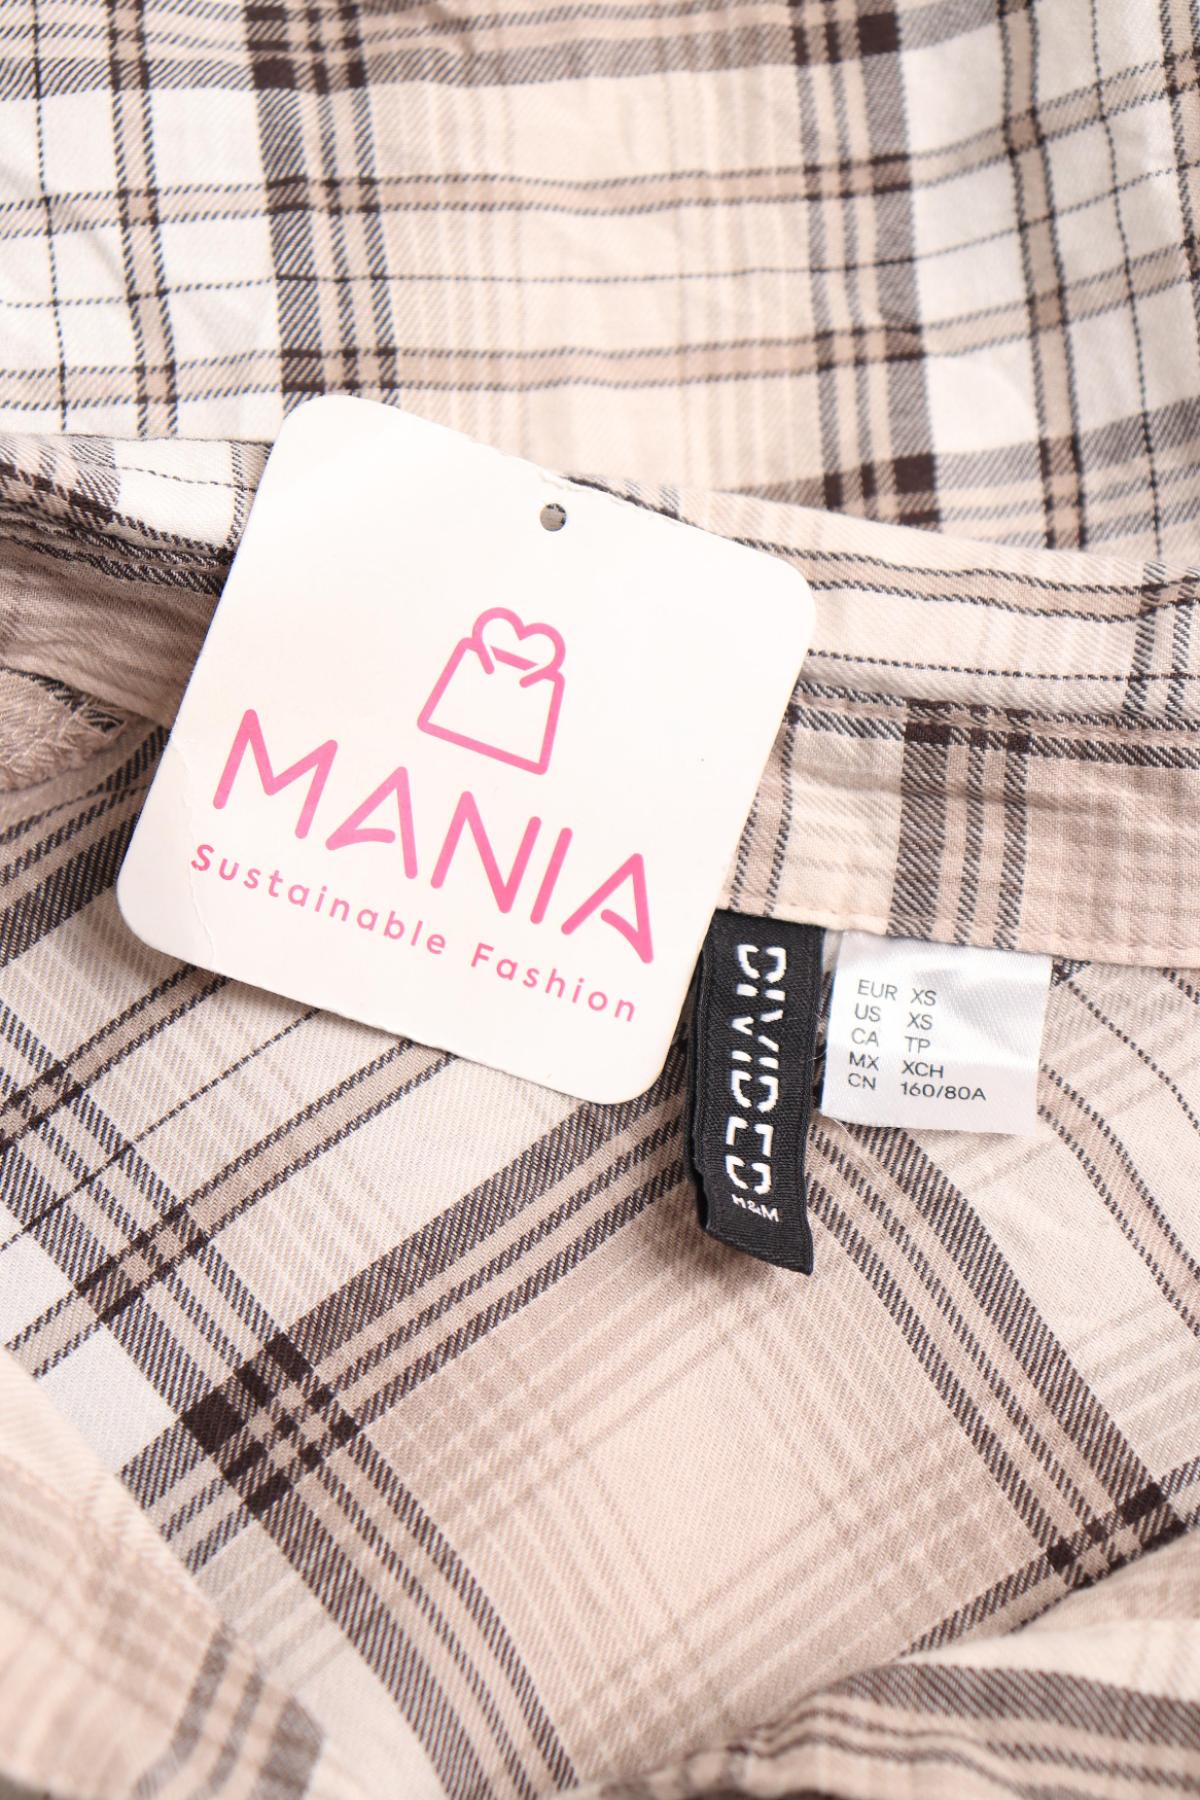 MANIA
Sustainable Fashion
DIVIDED
H&M
EUR XS
US XS
CA TP
MX XCH
CN 160/80A